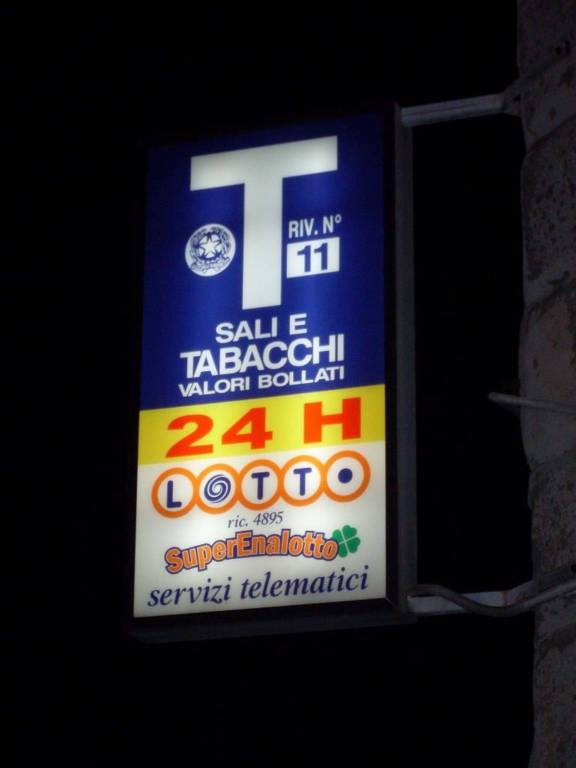 T
RIV. N°
11
SALI E
TABACCHI
VALORI BOLLATI
24 H
LOTTO
ric. 4895
SuperEnalotto
servizi telematici